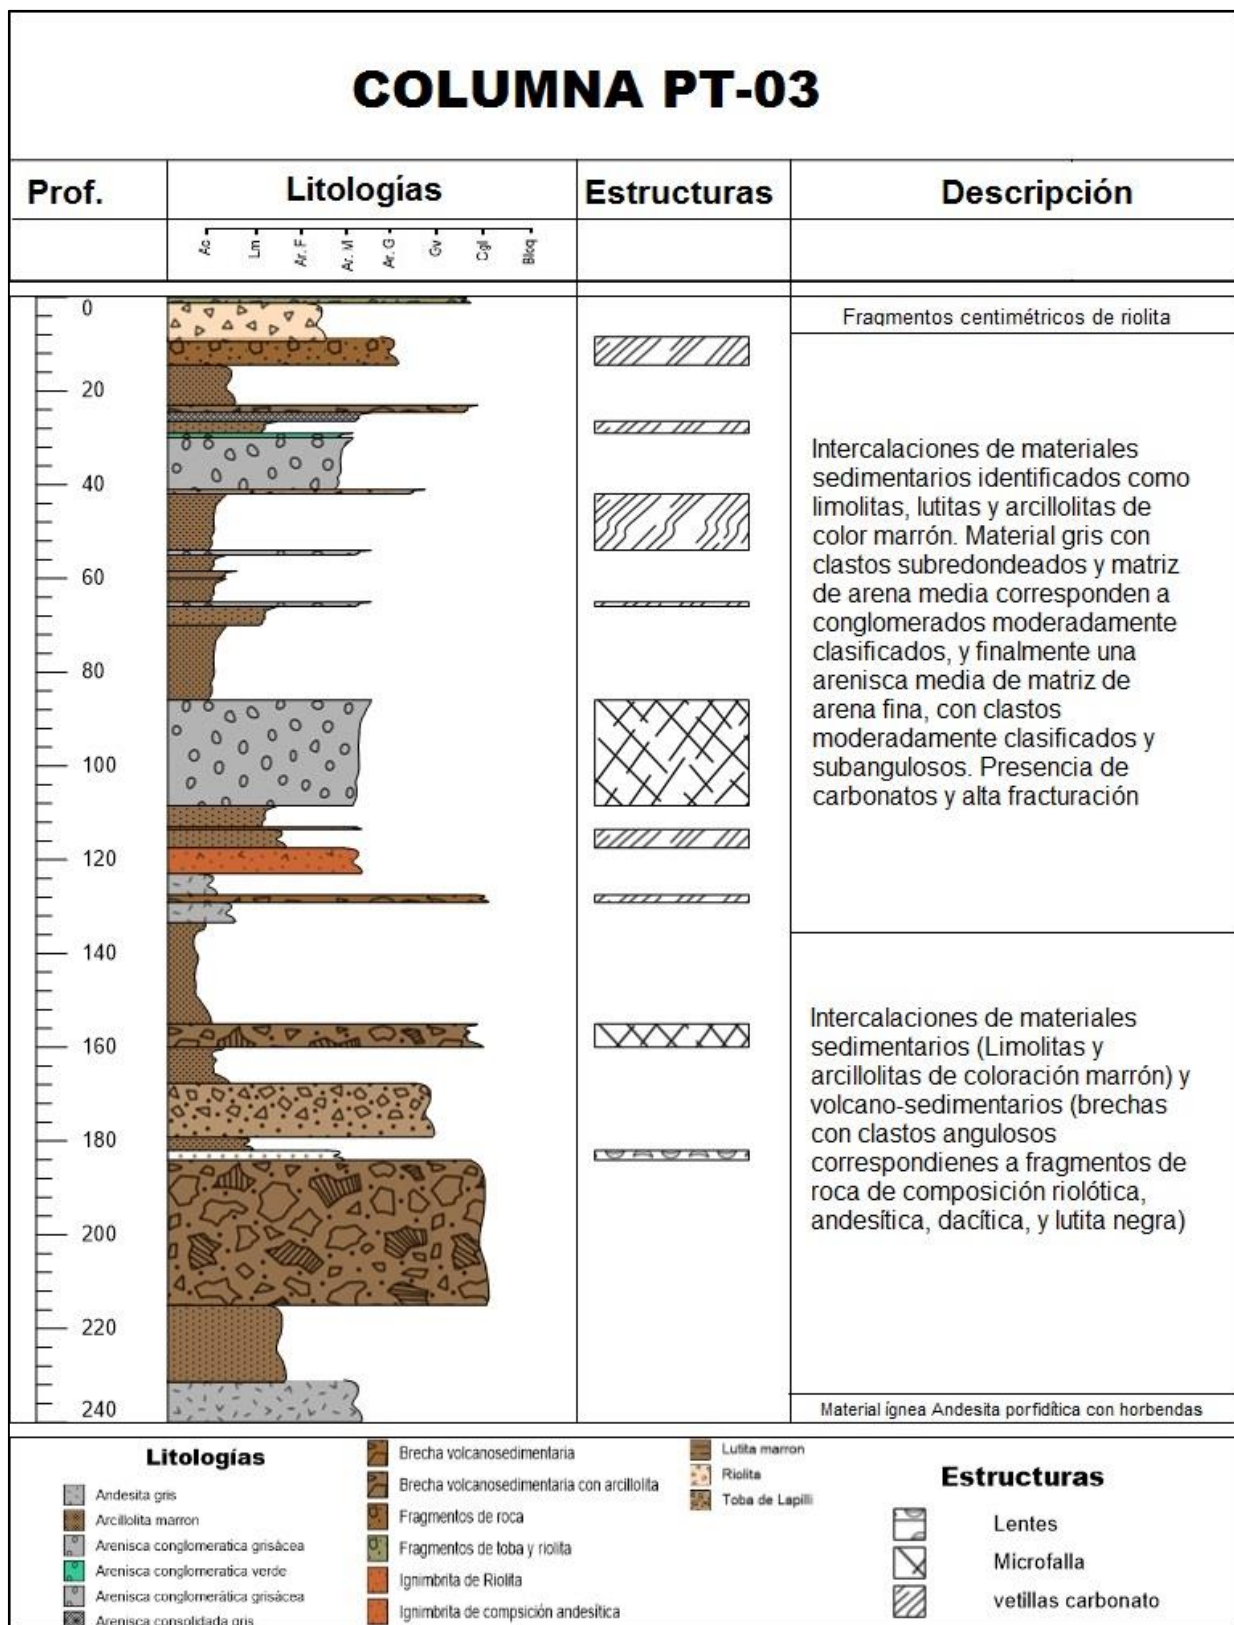 COLUMNA PT-03
Prof.
Litologías
Estructuras
Descripción
Ac
Lm
Ar. F
Ar. M
Ar. G
Gv
Cgl
Bloq
0
20
40
60
80
100
120
140
160
180
200
220
240
Fragmentos centimétricos de riolita
Intercalaciones de materiales
sedimentarios identificados como
limolitas, lutitas y arcillolitas de
color marrón. Material gris con
clastos subredondeados y matriz
de arena media corresponden a
conglomerados moderadamente
clasificados, y finalmente una
arenisca media de matriz de
arena fina, con clastos
moderadamente clasificados y
subangulosos. Presencia de
carbonatos y alta fracturación
Intercalaciones de materiales
sedimentarios (Limolitas y
arcillolitas de coloración marrón) y
volcano-sedimentarios (brechas
con clastos angulosos
correspondienes a fragmentos de
roca de composición riolótica,
andesítica, dacítica, y lutita negra)
Material ígnea Andesita porfidítica con horbendas
Litologías
Andesita gris
Arcillolita marron
Arenisca conglomeratica grisácea
Arenisca conglomeratica verde
Arenisca conglomerática grisácea
Arenisca consolidada gris
Brecha volcanosedimentaria
Brecha volcanosedimentaria con arcillolita
Fragmentos de roca
Fragmentos de toba y riolita
Ignimbrita de Riolita
Ignimbrita de compsición andesítica
Lutita marron
Riolita
Toba de Lapilli
Estructuras
Lentes
Microfalla
vetillas carbonato